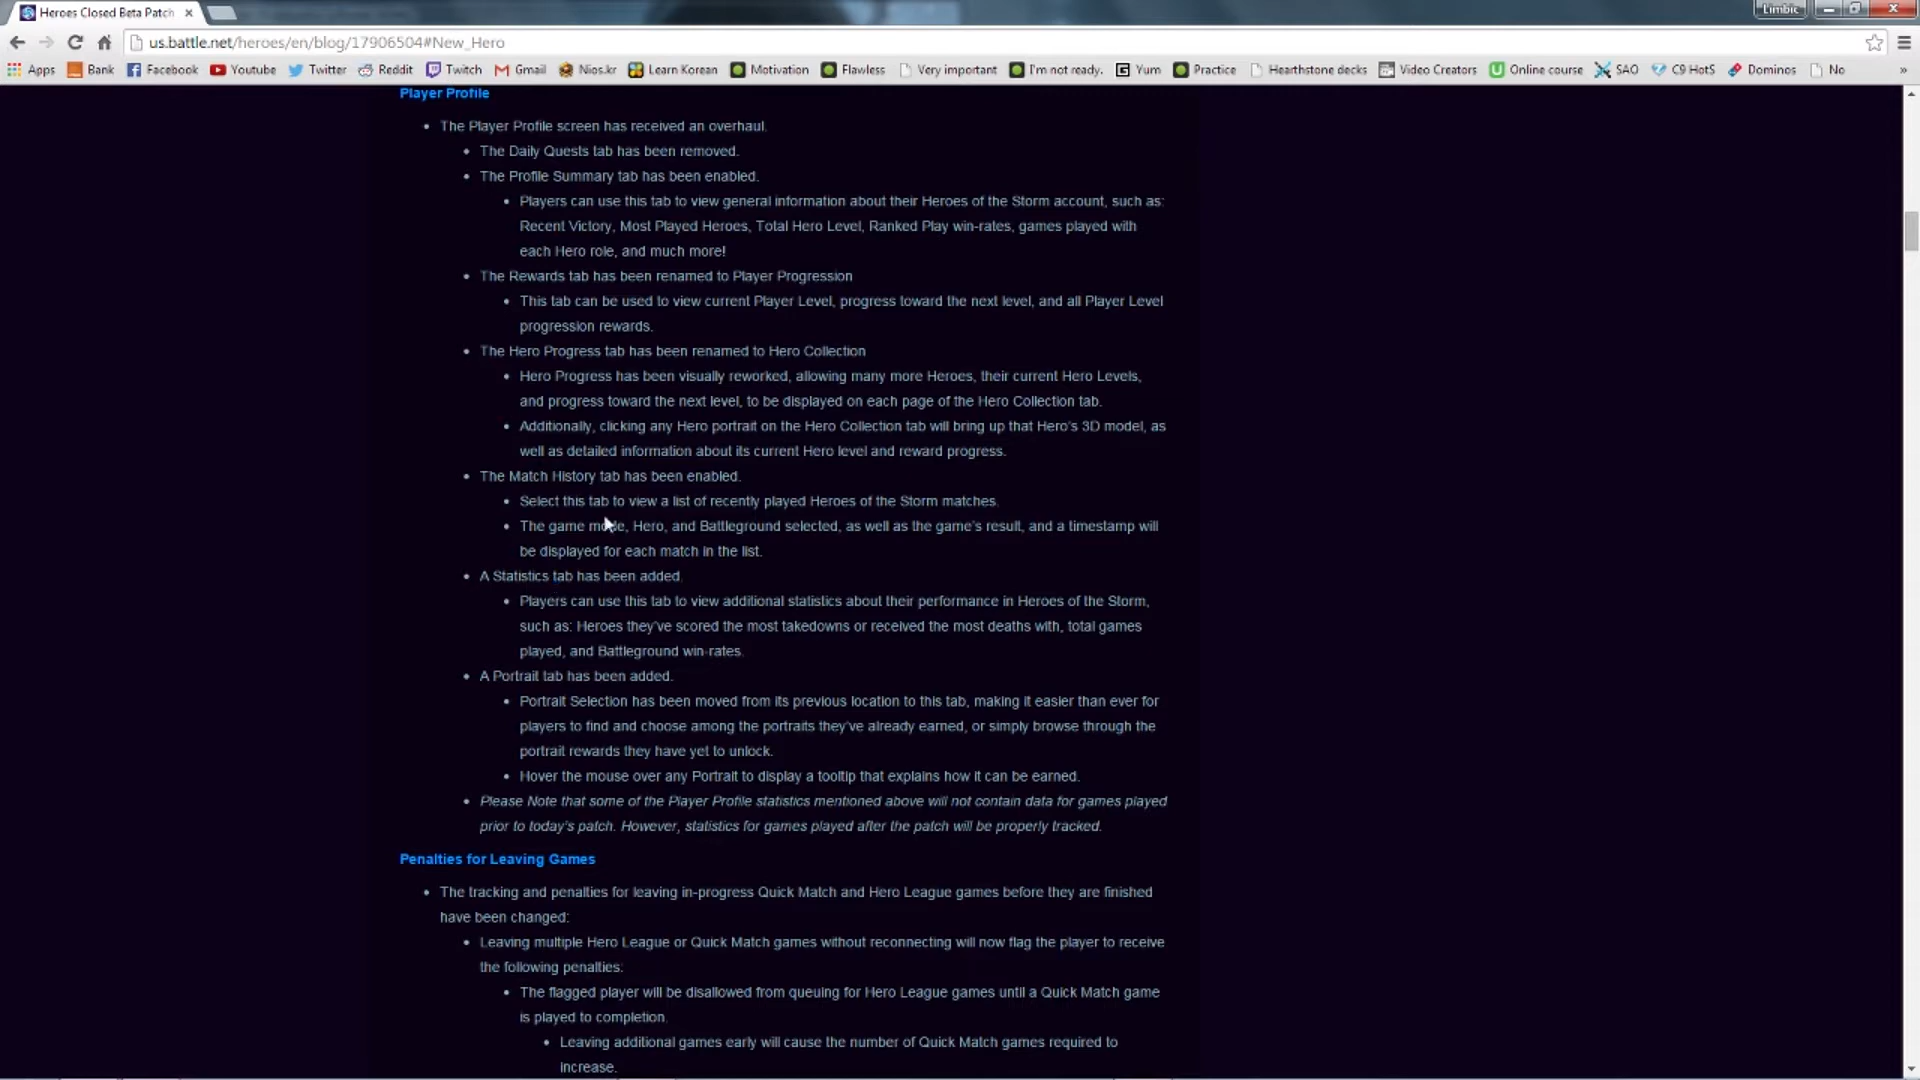 Heroes Closed Beta Patch
Limbic
us.battle.net/heroes/en/blog/17906504#New_Hero
Apps Bank Facebook Youtube Twitter Reddit Twitch Gmail Nios.kr Learn Korean Motivation Flawless Very important I'm not ready. Yum Practice Hearthstone decks Video Creators Online course SAO C9 HotS Dominos No »
Player Profile
• The Player Profile screen has received an overhaul.
• The Daily Quests tab has been removed.
• The Profile Summary tab has been enabled.
• Players can use this tab to view general information about their Heroes of the Storm account, such as:
Recent Victory, Most Played Heroes, Total Hero Level, Ranked Play win-rates, games played with
each Hero role, and much more!
• The Rewards tab has been renamed to Player Progression
• This tab can be used to view current Player Level, progress toward the next level, and all Player Level
progression rewards.
• The Hero Progress tab has been renamed to Hero Collection
• Hero Progress has been visually reworked, allowing many more Heroes, their current Hero Levels,
and progress toward the next level, to be displayed on each page of the Hero Collection tab.
• Additionally, clicking any Hero portrait on the Hero Collection tab will bring up that Hero's 3D model, as
well as detailed information about its current Hero level and reward progress.
• The Match History tab has been enabled.
• Select this tab to view a list of recently played Heroes of the Storm matches.
• The game mode, Hero, and Battleground selected, as well as the game's result, and a timestamp will
be displayed for each match in the list.
• A Statistics tab has been added.
• Players can use this tab to view additional statistics about their performance in Heroes of the Storm,
such as: Heroes they've scored the most takedowns or received the most deaths with, total games
played, and Battleground win-rates.
• A Portrait tab has been added.
• Portrait Selection has been moved from its previous location to this tab, making it easier than ever for
players to find and choose among the portraits they've already earned, or simply browse through the
portrait rewards they have yet to unlock.
• Hover the mouse over any Portrait to display a tooltip that explains how it can be earned.
• Please Note that some of the Player Profile statistics mentioned above will not contain data for games played
prior to today's patch. However, statistics for games played after the patch will be properly tracked.
Penalties for Leaving Games
• The tracking and penalties for leaving in-progress Quick Match and Hero League games before they are finished
have been changed:
• Leaving multiple Hero League or Quick Match games without reconnecting will now flag the player to receive
the following penalties:
• The flagged player will be disallowed from queuing for Hero League games until a Quick Match game
is played to completion.
• Leaving additional games early will cause the number of Quick Match games required to
increase.